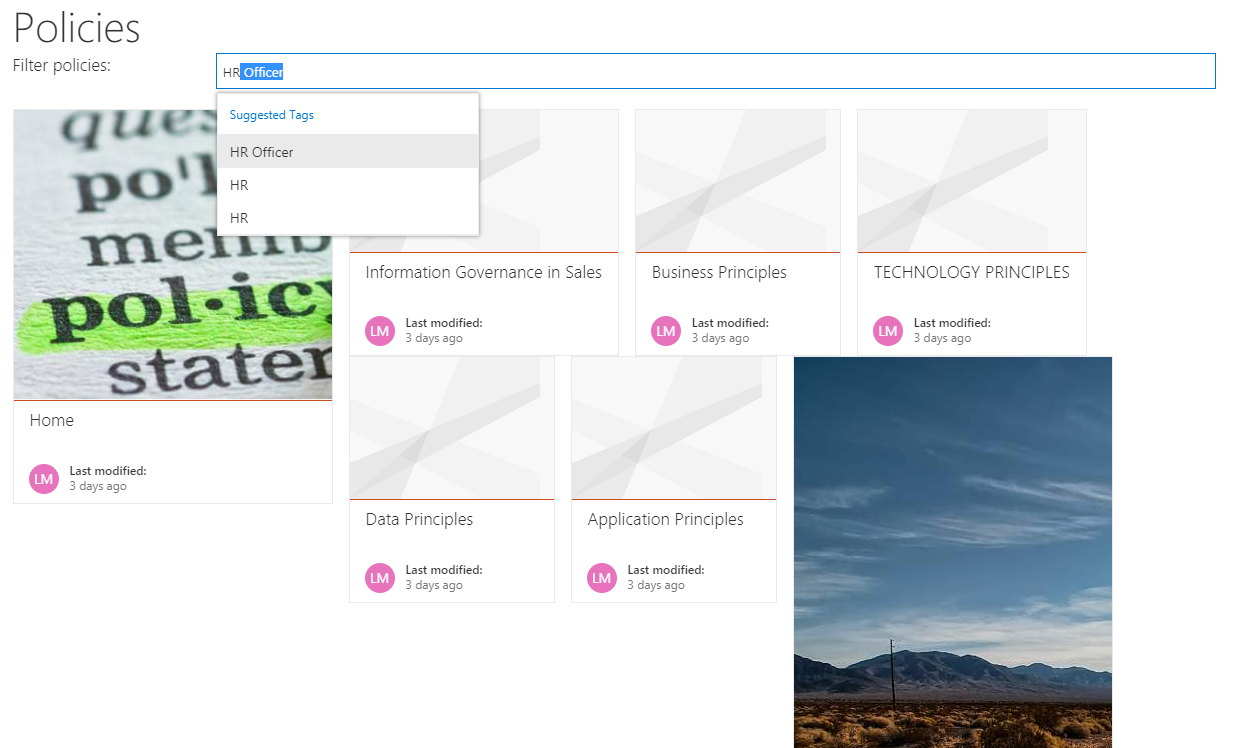 Policies
Filter policies:
HR Officer
Suggested Tags
HR Officer
HR
HR
po'l
pol·icy
Home
LM
Last modified:
3 days ago
Information Governance in Sales
LM
Last modified:
3 days ago
Business Principles
LM
Last modified:
3 days ago
TECHNOLOGY PRINCIPLES
LM
Last modified:
3 days ago
Data Principles
LM
Last modified:
3 days ago
Application Principles
LM
Last modified:
3 days ago